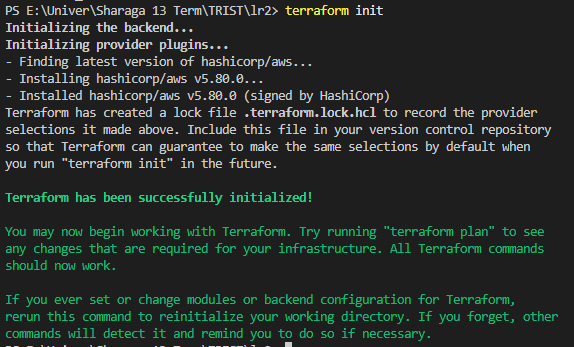 PS E:\Univer\Sharaga 13 Term\TRIST\lr2> terraform init
Initializing the backend...
Initializing provider plugins...
- Finding latest version of hashicorp/aws...
- Installing hashicorp/aws v5.80.0...
- Installed hashicorp/aws v5.80.0 (signed by HashiCorp)
Terraform has created a lock file .terraform.lock.hcl to record the provider
selections it made above. Include this file in your version control repository
so that Terraform can guarantee to make the same selections by default when
you run "terraform init" in the future.
Terraform has been successfully initialized!
You may now begin working with Terraform. Try running "terraform plan" to see
any changes that are required for your infrastructure. All Terraform commands
should now work.
If you ever set or change modules or backend configuration for Terraform,
rerun this command to reinitialize your working directory. If you forget, other
commands will detect it and remind you to do so if necessary.